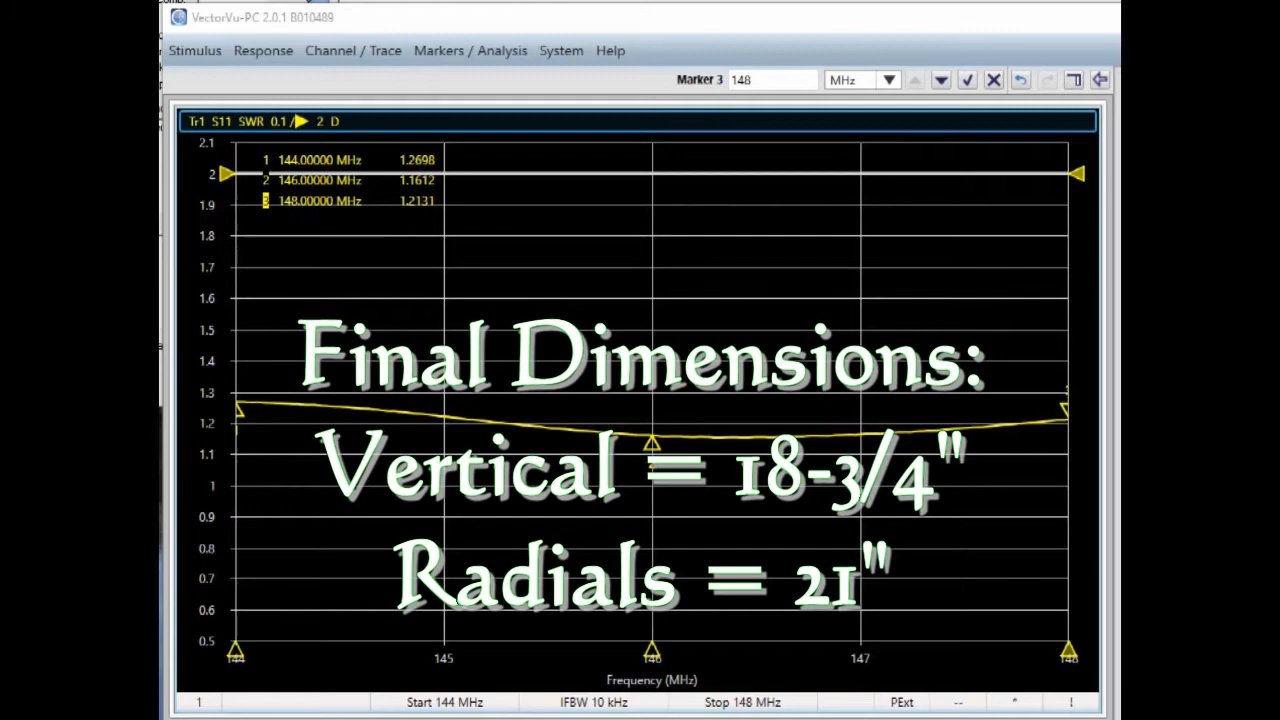 VectorVu-PC 2.0.1 B010489
Stimulus Response Channel / Trace Markers / Analysis System Help
Marker 3 148 MHz
Tr1 S11 SWR 0.1 / 2 D
2.1
1 144.00000 MHz 1.2698
2
2 146.00000 MHz 1.1612
3 148.00000 MHz 1.2131
1.9
1.8
1.7
1.6
1.5
Final Dimensions:
1.4
1.3
1.2
1.1
Vertical = 18-3/4"
1
0.9
0.8
Radials = 21"
0.7
0.6
0.5
144 145 146 147 148
Frequency (MHz)
1 Start 144 MHz IFBW 10 kHz Stop 148 MHz PExt -- * !